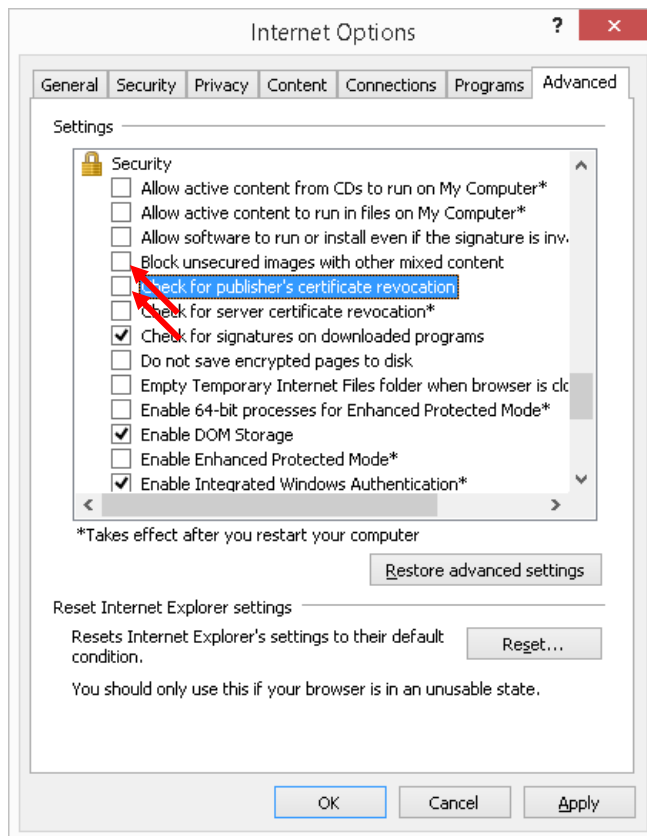 Internet Options
? ×
General Security Privacy Content Connections Programs Advanced
Settings
Security
Allow active content from CDs to run on My Computer*
Allow active content to run in files on My Computer*
Allow software to run or install even if the signature is inv
Block unsecured images with other mixed content
Check for publisher's certificate revocation
Check for server certificate revocation*
Check for signatures on downloaded programs
Do not save encrypted pages to disk
Empty Temporary Internet Files folder when browser is clo
Enable 64-bit processes for Enhanced Protected Mode*
Enable DOM Storage
Enable Enhanced Protected Mode*
Enable Integrated Windows Authentication*
*Takes effect after you restart your computer
Restore advanced settings
Reset Internet Explorer settings
Resets Internet Explorer's settings to their default
condition.
Reset...
You should only use this if your browser is in an unusable state.
OK Cancel Apply